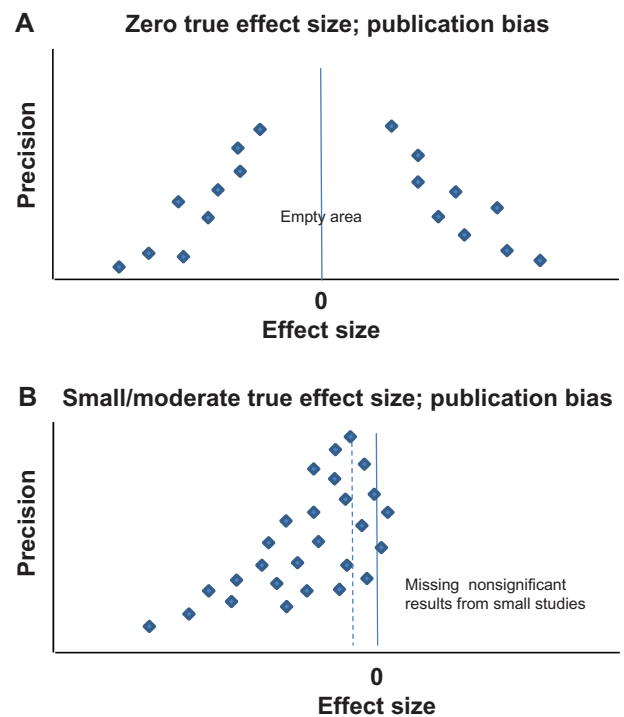 A Zero true effect size; publication bias
Precision
Empty area
0
Effect size
B Small/moderate true effect size; publication bias
Precision
Missing nonsignificant
results from small studies
0
Effect size